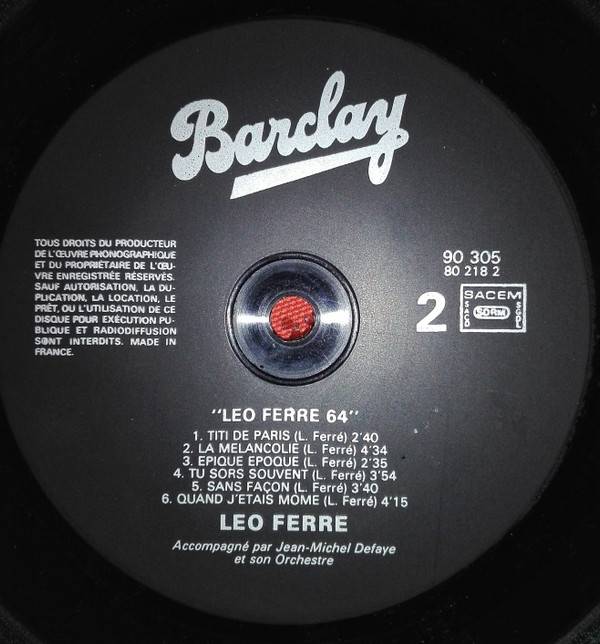 Barclay
TOUS DROITS DU PRODUCTEUR
DE L'ŒUVRE PHONOGRAPHIQUE
ET DU PROPRIÉTAIRE DE L'ŒU-
VRE ENREGISTRÉE RÉSERVÉS.
SAUF AUTORISATION, LA DU-
PLICATION, LA LOCATION, LE
PRÊT, OU L'UTILISATION DE CE
DISQUE POUR EXÉCUTION PU-
BLIQUE ET RADIODIFFUSION
SONT INTERDITS. MADE IN
FRANCE.
90 305
80 218 2
2
SACEM
SACD
SDRM
SGDL
"LEO FERRE 64"
1. TITI DE PARIS (L. Ferré) 2'40
2. LA MELANCOLIE (L. Ferré) 4'34
3. EPIQUE EPOQUE (L. Ferré) 2'35
4. TU SORS SOUVENT (L. Ferré) 3'54
5. SANS FAÇON (L. Ferré) 3'40
6. QUAND J'ETAIS MOME (L. Ferré) 4'15
LEO FERRE
Accompagné par Jean-Michel Defaye
et son Orchestre